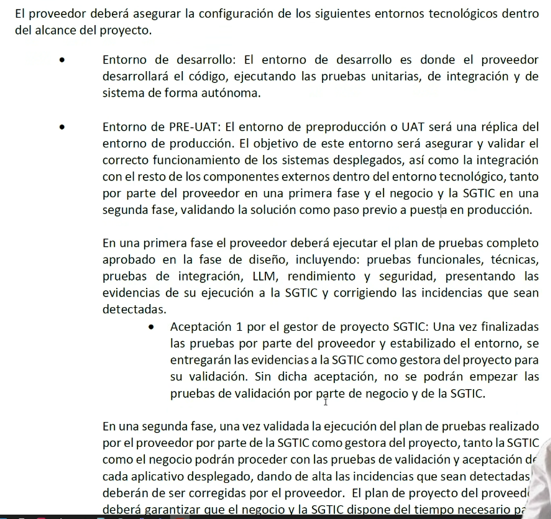 El proveedor deberá asegurar la configuración de los siguientes entornos tecnológicos dentro
del alcance del proyecto.
• Entorno de desarrollo: El entorno de desarrollo es donde el proveedor
desarrollará el código, ejecutando las pruebas unitarias, de integración y de
sistema de forma autónoma.
• Entorno de PRE-UAT: El entorno de preproducción o UAT será una réplica del
entorno de producción. El objetivo de este entorno será asegurar y validar el
correcto funcionamiento de los sistemas desplegados, así como la integración
con el resto de los componentes externos dentro del entorno tecnológico, tanto
por parte del proveedor en una primera fase y el negocio y la SGTIC en una
segunda fase, validando la solución como paso previo a puesta en producción.
En una primera fase el proveedor deberá ejecutar el plan de pruebas completo
aprobado en la fase de diseño, incluyendo: pruebas funcionales, técnicas,
pruebas de integración, LLM, rendimiento y seguridad, presentando las
evidencias de su ejecución a la SGTIC y corrigiendo las incidencias que sean
detectadas.
• Aceptación 1 por el gestor de proyecto SGTIC: Una vez finalizadas
las pruebas por parte del proveedor y estabilizado el entorno, se
entregarán las evidencias a la SGTIC como gestora del proyecto para
su validación. Sin dicha aceptación, no se podrán empezar las
pruebas de validación por parte de negocio y de la SGTIC.
En una segunda fase, una vez validada la ejecución del plan de pruebas realizado
por el proveedor por parte de la SGTIC como gestora del proyecto, tanto la SGTIC
como el negocio podrán proceder con las pruebas de validación y aceptación
cada aplicativo desplegado, dando de alta las incidencias que sean detectadas
deberán de ser corregidas por el proveedor. El plan de proyecto del
deberá garantizar que el negocio y la SGTIC dispone del tiempo necesario